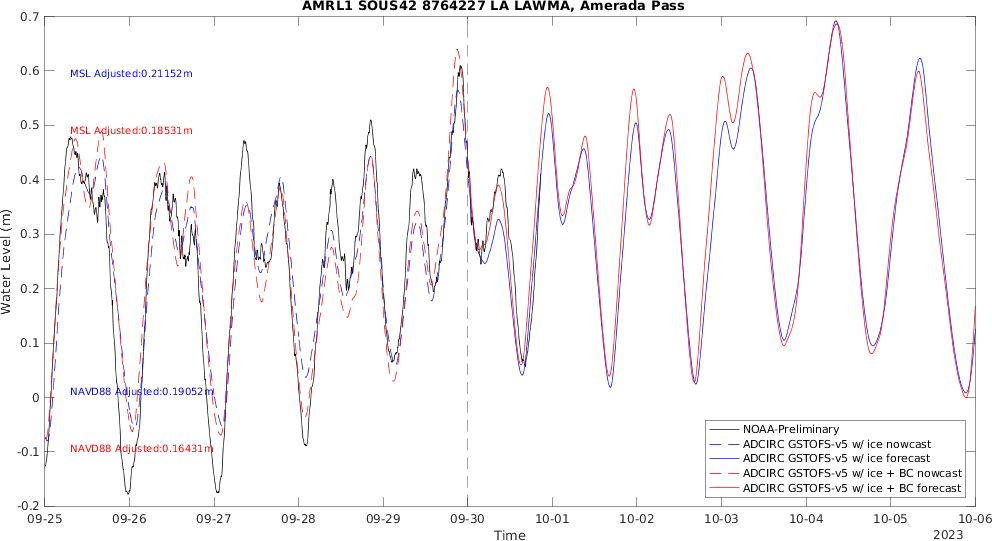 AMRL1 SOUS42 8764227 LA LAWMA, Amerada Pass
Water Level (m)
0.7
0.6
0.5
0.4
0.3
0.2
0.1
0
-0.1
-0.2
MSL Adjusted:0.21152m
MSL Adjusted:0.18531m
NAVD88 Adjusted:0.19052m
NAVD88 Adjusted:0.16431m
NOAA-Preliminary
ADCIRC GSTOFS-v5 w/ ice nowcast
ADCIRC GSTOFS-v5 w/ ice forecast
ADCIRC GSTOFS-v5 w/ ice + BC nowcast
ADCIRC GSTOFS-v5 w/ ice + BC forecast
09-25 09-26 09-27 09-28 09-29 09-30 10-01 10-02 10-03 10-04 10-05 10-06
Time
2023